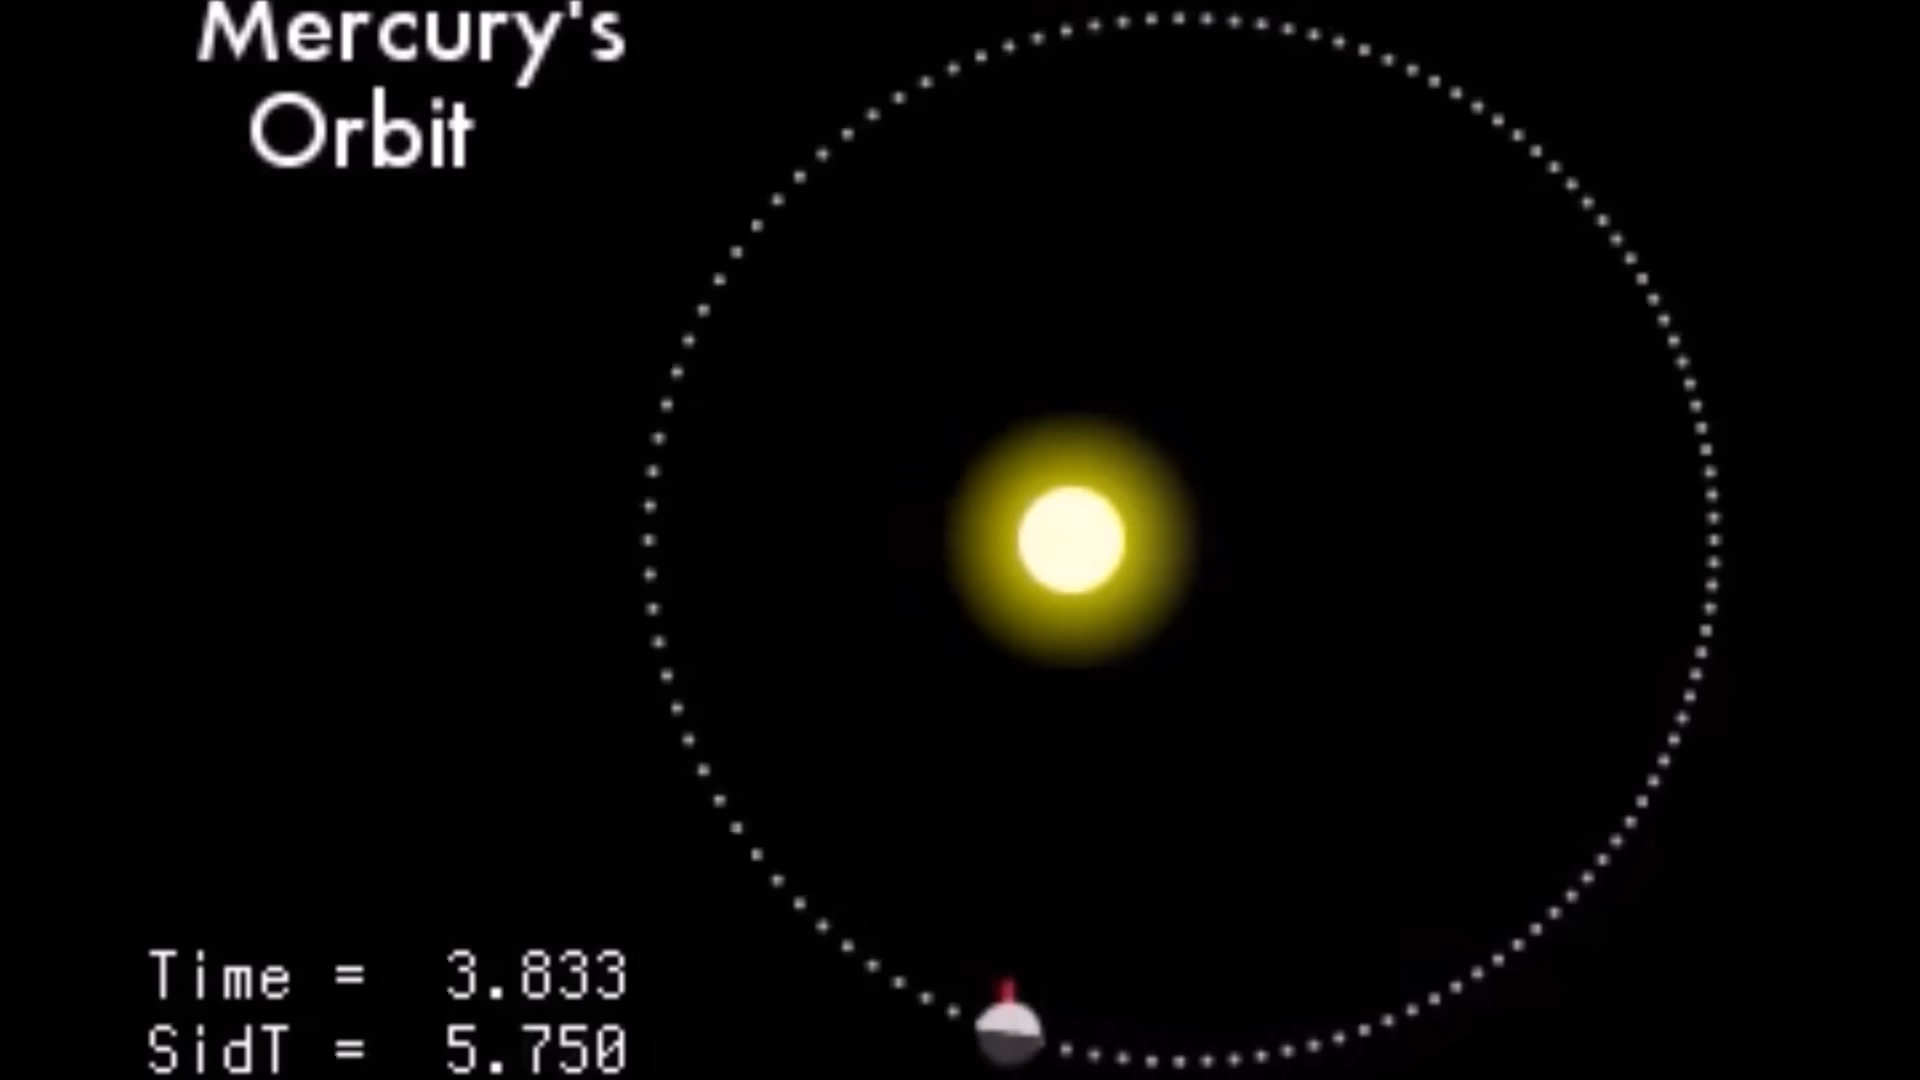 Mercury's
Orbit
Time = 3.833
SidT = 5.750